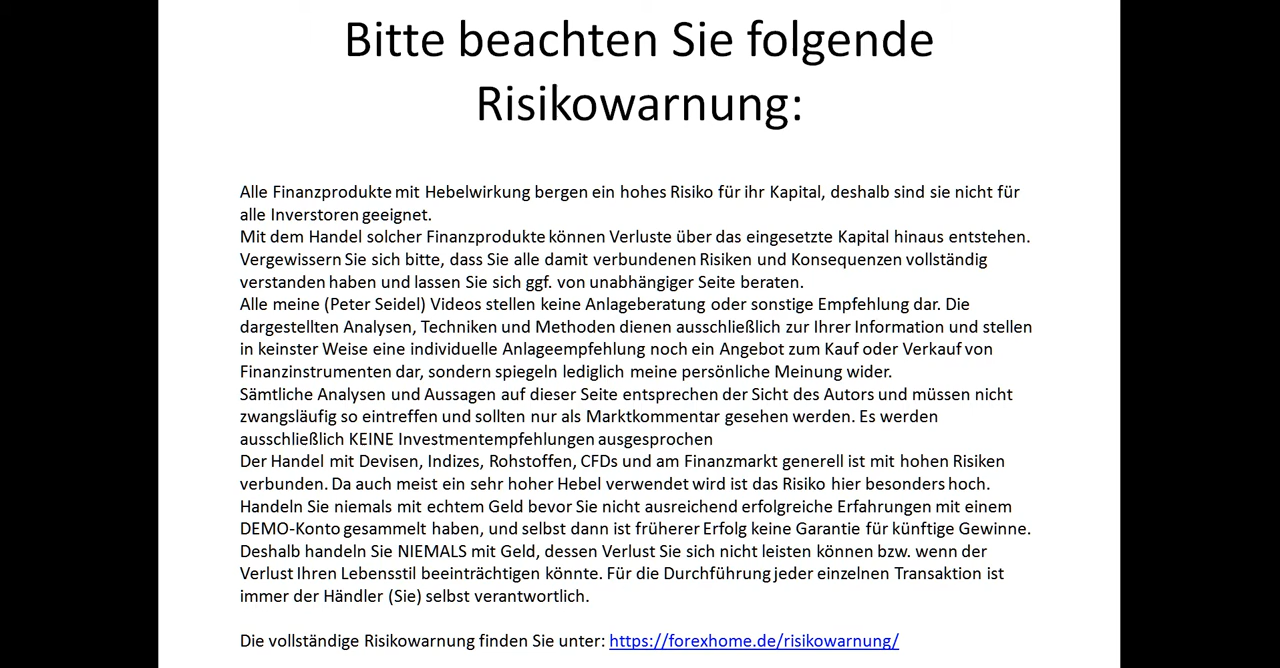 Bitte beachten Sie folgende
Risikowarnung:
Alle Finanzprodukte mit Hebelwirkung bergen ein hohes Risiko für ihr Kapital, deshalb sind sie nicht für
alle Inverstoren geeignet.
Mit dem Handel solcher Finanzprodukte können Verluste über das eingesetzte Kapital hinaus entstehen.
Vergewissern Sie sich bitte, dass Sie alle damit verbundenen Risiken und Konsequenzen vollständig
verstanden haben und lassen Sie sich ggf. von unabhängiger Seite beraten.
Alle meine (Peter Seidel) Videos stellen keine Anlageberatung oder sonstige Empfehlung dar. Die
dargestellten Analysen, Techniken und Methoden dienen ausschließlich zur Ihrer Information und stellen
in keinster Weise eine individuelle Anlageempfehlung noch ein Angebot zum Kauf oder Verkauf von
Finanzinstrumenten dar, sondern spiegeln lediglich meine persönliche Meinung wider.
Sämtliche Analysen und Aussagen auf dieser Seite entsprechen der Sicht des Autors und müssen nicht
zwangsläufig so eintreffen und sollten nur als Marktkommentar gesehen werden. Es werden
ausschließlich KEINE Investmentempfehlungen ausgesprochen
Der Handel mit Devisen, Indizes, Rohstoffen, CFDs und am Finanzmarkt generell ist mit hohen Risiken
verbunden. Da auch meist ein sehr hoher Hebel verwendet wird ist das Risiko hier besonders hoch.
Handeln Sie niemals mit echtem Geld bevor Sie nicht ausreichend erfolgreiche Erfahrungen mit einem
DEMO-Konto gesammelt haben, und selbst dann ist früherer Erfolg keine Garantie für künftige Gewinne.
Deshalb handeln Sie NIEMALS mit Geld, dessen Verlust Sie sich nicht leisten können bzw. wenn der
Verlust Ihren Lebensstil beeinträchtigen könnte. Für die Durchführung jeder einzelnen Transaktion ist
immer der Händler (Sie) selbst verantwortlich.
Die vollständige Risikowarnung finden Sie unter: https://forexhome.de/risikowarnung/